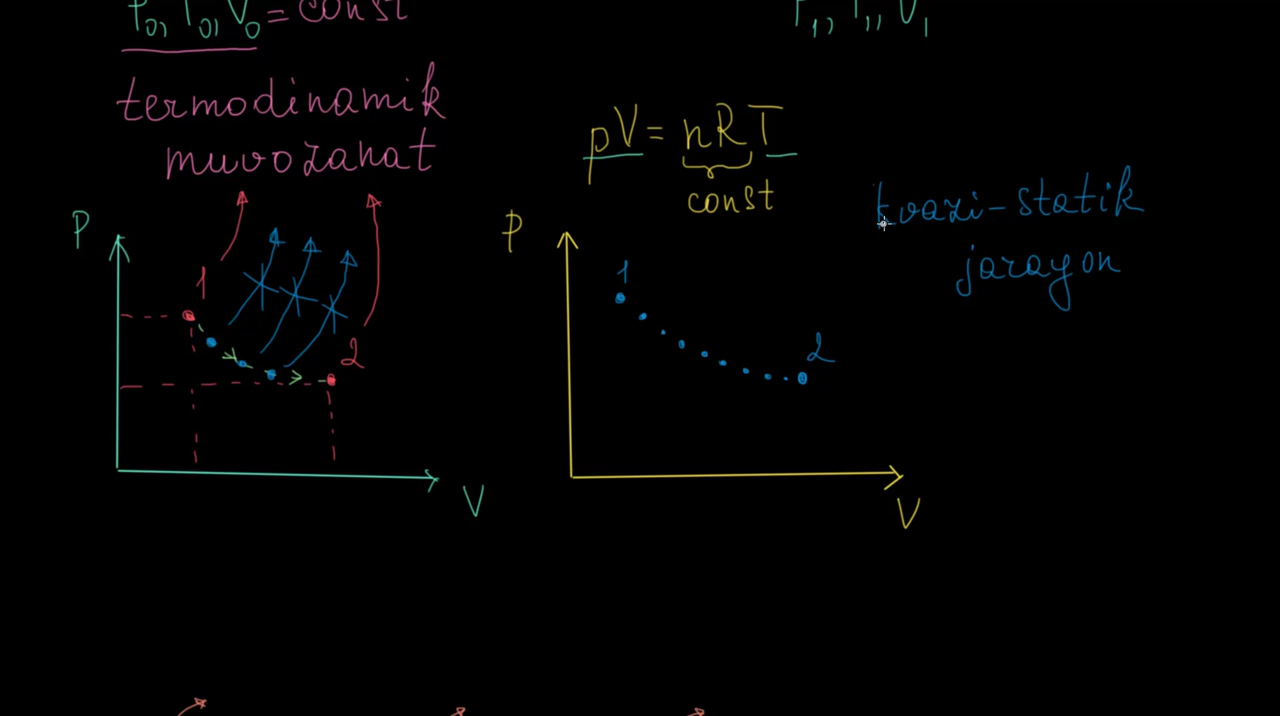 P₀, T₀, V₀ = const
P₁, T₁, V₁
termodinamik
muvozanat
pV = nRT
const
kvazi-statik
jarayon
P
1
2
V
P
1
2
V